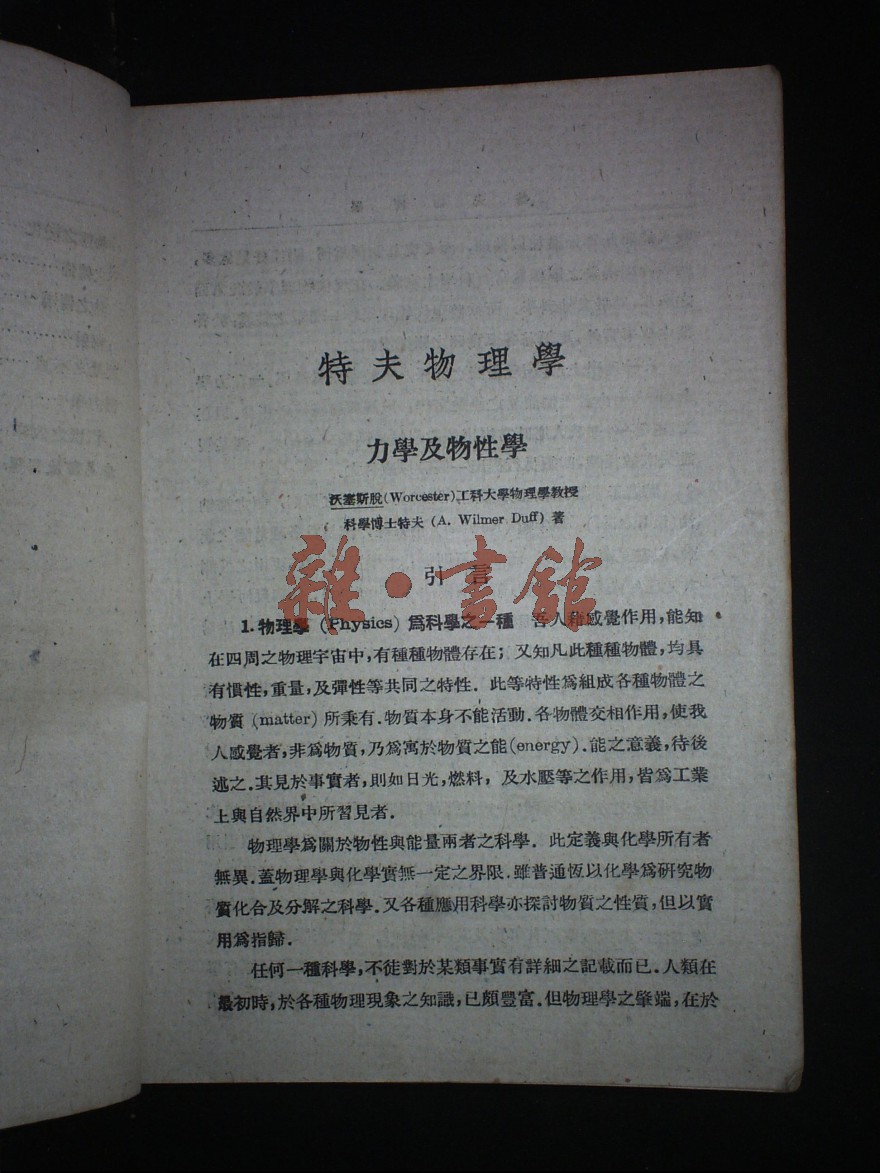 特夫物理學
力學及物性學
沃塞斯脫(Worcester)工科大學物理學教授
科學博士特夫 (A. Wilmer Duff) 著
引言
雜·書館
1. 物理學 (Physics) 爲科學之一種 吾人藉感覺作用,能知
在四周之物理宇宙中,有種種物體存在;又知凡此種種物體,均具
有慣性,重量,及彈性等共同之特性. 此等特性爲組成各種物體之
物質 (matter) 所秉有.物質本身不能活動.各物體交相作用,使我
人感覺者,非爲物質,乃爲寓於物質之能(energy).能之意義,待後
述之.其見於事實者,則如日光,燃料, 及水壓等之作用,皆爲工業
上與自然界中所習見者.
物理學爲關於物性與能量兩者之科學. 此定義與化學所有者
無異.蓋物理學與化學實無一定之界限.雖普通恆以化學爲研究物
質化合及分解之科學.又各種應用科學亦探討物質之性質,但以實
用爲指歸.
任何一種科學,不徒對於某類事實有詳細之記載而已.人類在
最初時,於各種物理現象之知識,已頗豐富.但物理學之肇端,在於